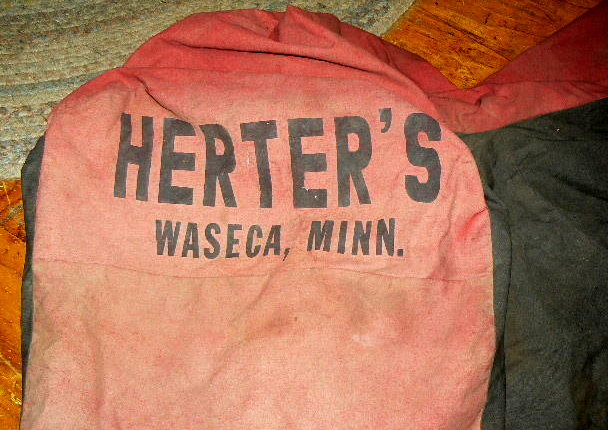 HERTER'S
WASECA, MINN.